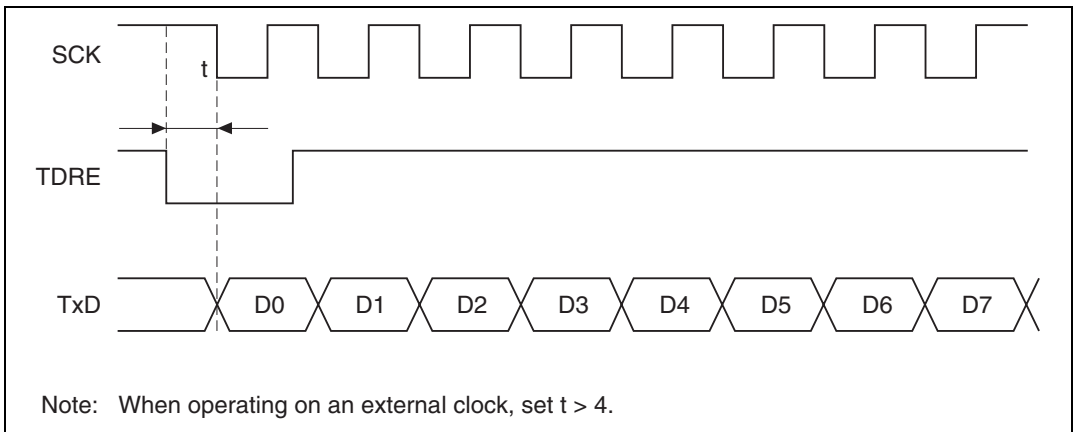 SCK
t
TDRE
TxD D0 D1 D2 D3 D4 D5 D6 D7
Note: When operating on an external clock, set t > 4.